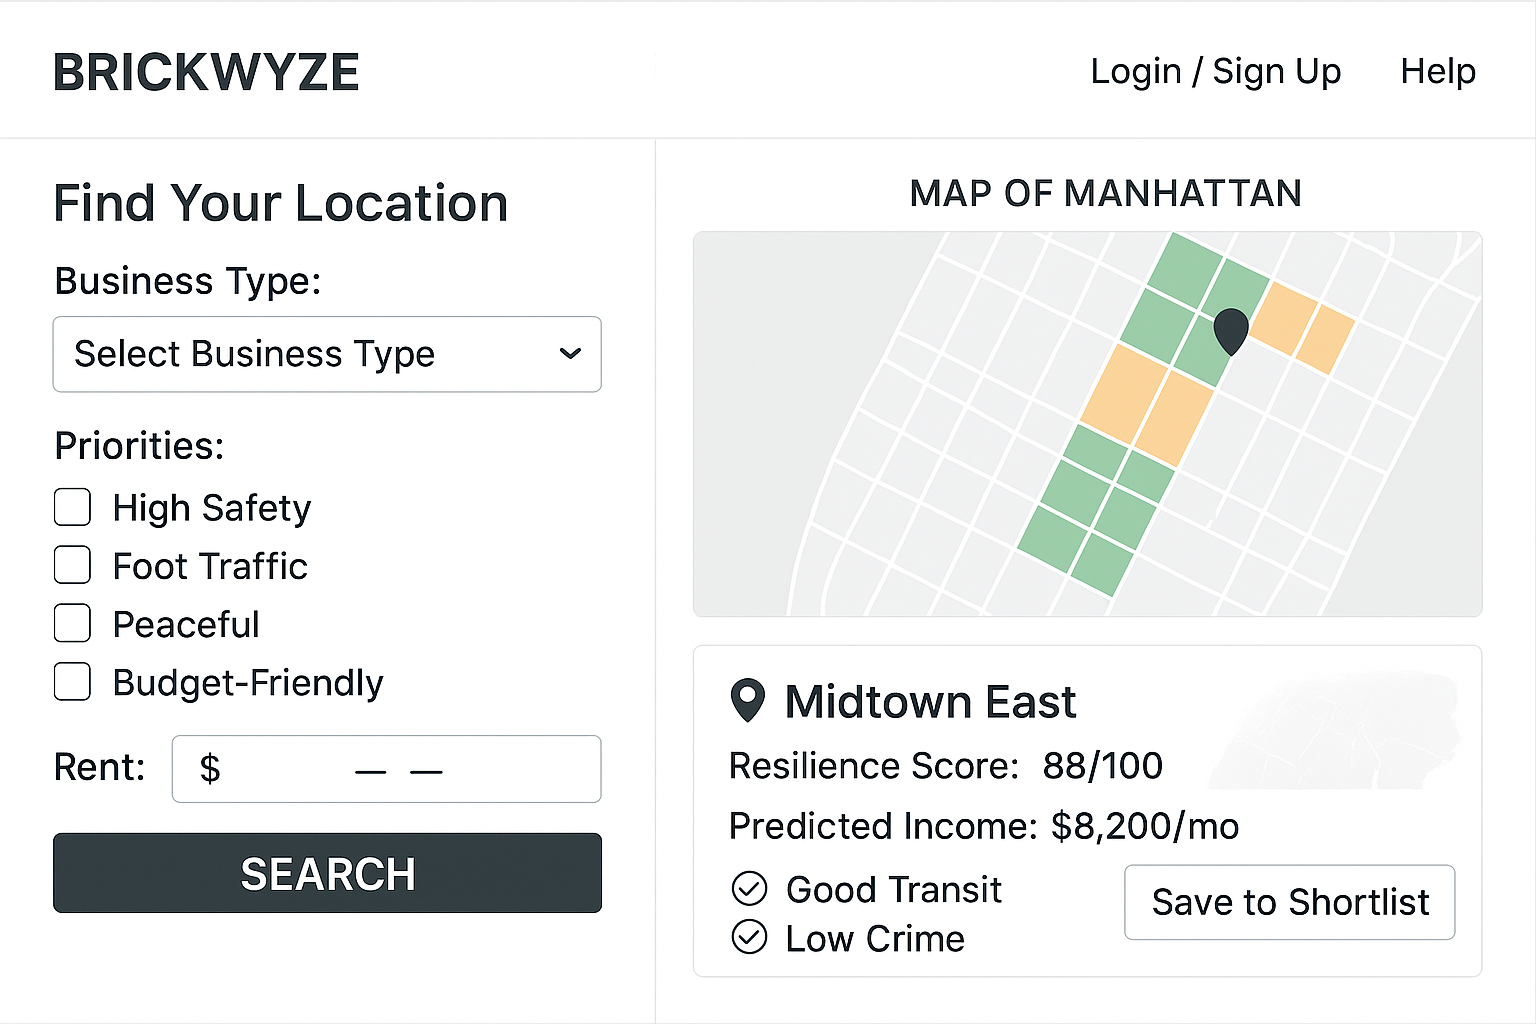 BRICKWYZE
Login / Sign Up
Help
Find Your Location
Business Type:
Select Business Type
Priorities:
High Safety
Foot Traffic
Peaceful
Budget-Friendly
Rent:
$ — —
SEARCH
MAP OF MANHATTAN
Midtown East
Resilience Score: 88/100
Predicted Income: $8,200/mo
Good Transit
Low Crime
Save to Shortlist